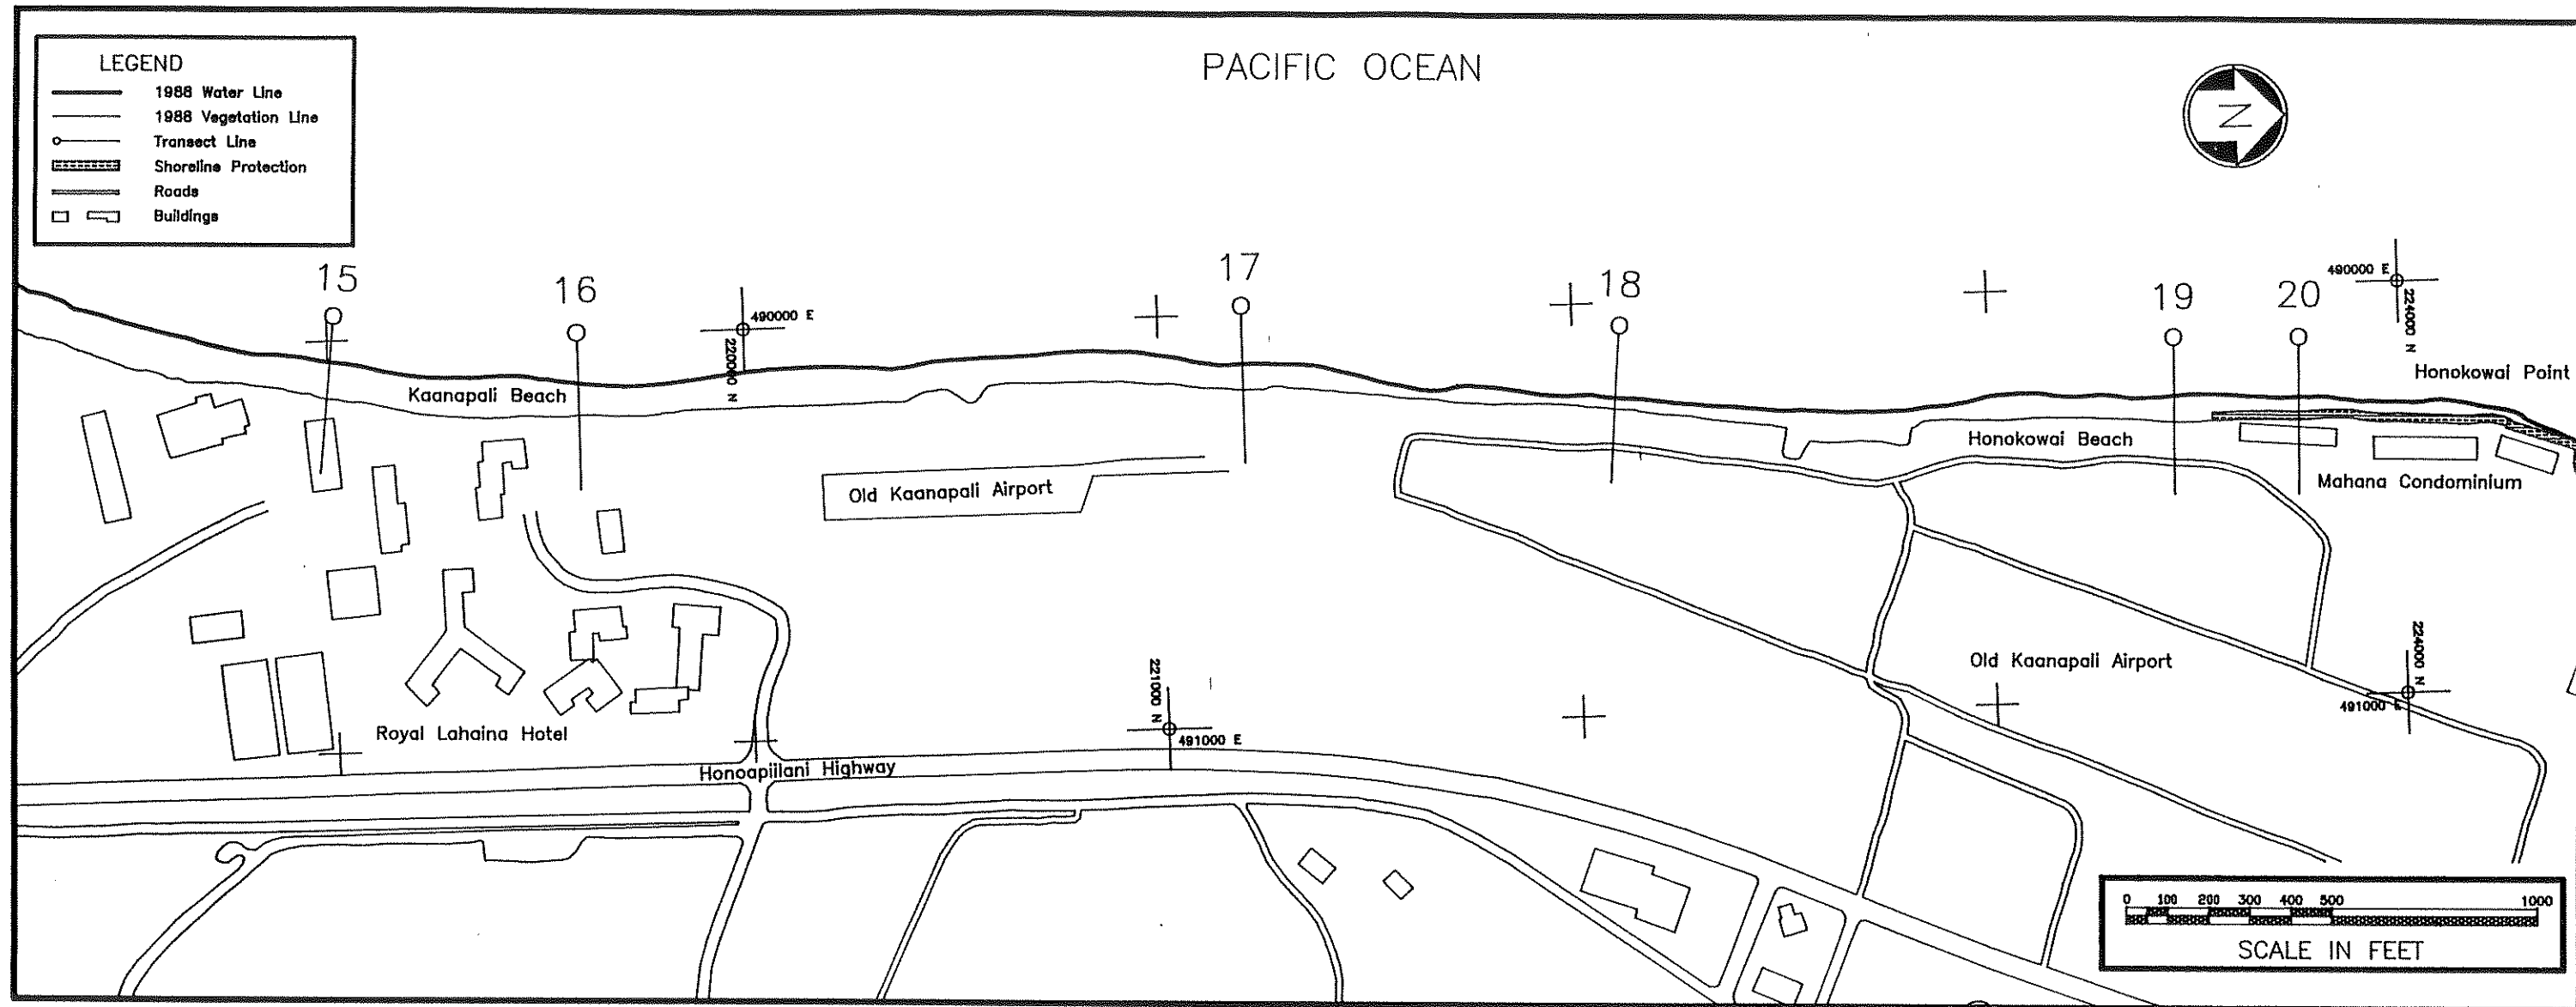 PACIFIC OCEAN
LEGEND
1988 Water Line
1988 Vegetation Line
Transect Line
Shoreline Protection
Roads
Buildings
N
15
16
17
18
19
20
490000 E
220000 N
490000 E
224000 N
Honokowai Point
Kaanapali Beach
Honokowai Beach
Old Kaanapali Airport
Mahana Condominium
221000 N
491000 E
Old Kaanapali Airport
224000 N
491000 E
Royal Lahaina Hotel
Honoapiilani Highway
0 100 200 300 400 500 1000
SCALE IN FEET